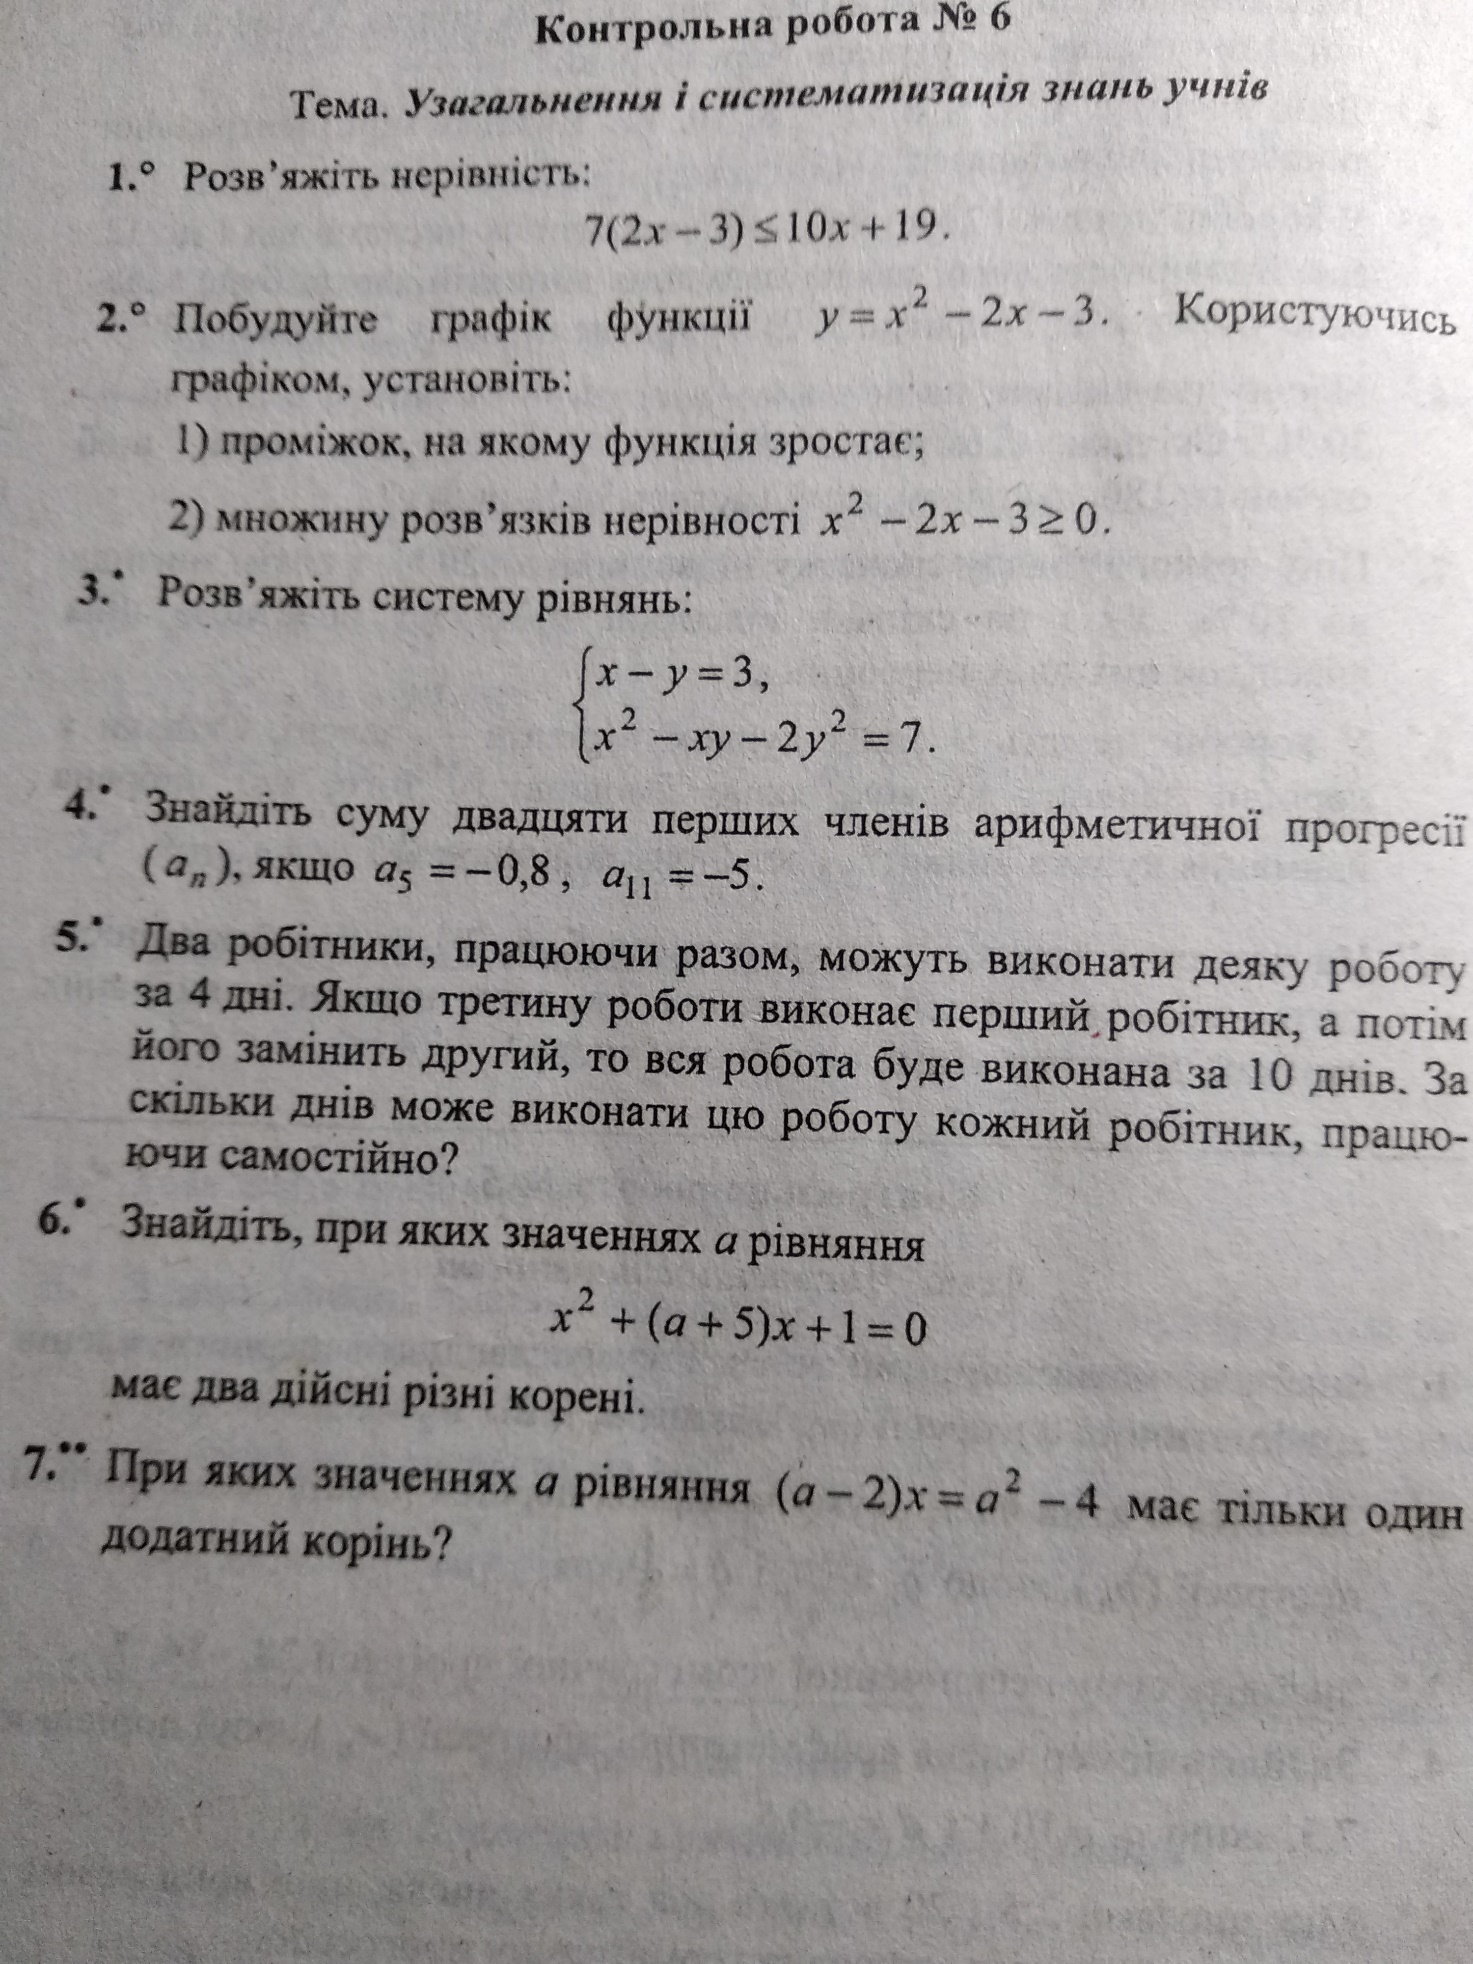 Контрольна робота № 6
Тема. Узагальнення і систематизація знань учнів
1.° Розв’яжіть нерівність:
7(2x – 3) ≤ 10x + 19.
2.° Побудуйте графік функції y = x² – 2x – 3. Користуючись
графіком, установіть:
1) проміжок, на якому функція зростає;
2) множину розв’язків нерівності x² – 2x – 3 ≥ 0.
3.• Розв’яжіть систему рівнянь:
{ x – y = 3,
x² – xy – 2y² = 7.
4.• Знайдіть суму двадцяти перших членів арифметичної прогресії
(aₙ), якщо a₅ = –0,8, a₁₁ = –5.
5.• Два робітники, працюючи разом, можуть виконати деяку роботу
за 4 дні. Якщо третину роботи виконає перший робітник, а потім
його замінить другий, то вся робота буде виконана за 10 днів. За
скільки днів може виконати цю роботу кожний робітник, працю-
ючи самостійно?
6.• Знайдіть, при яких значеннях a рівняння
x² + (a + 5)x + 1 = 0
має два дійсні різні корені.
7.•• При яких значеннях a рівняння (a – 2)x = a² – 4 має тільки один
додатний корінь?